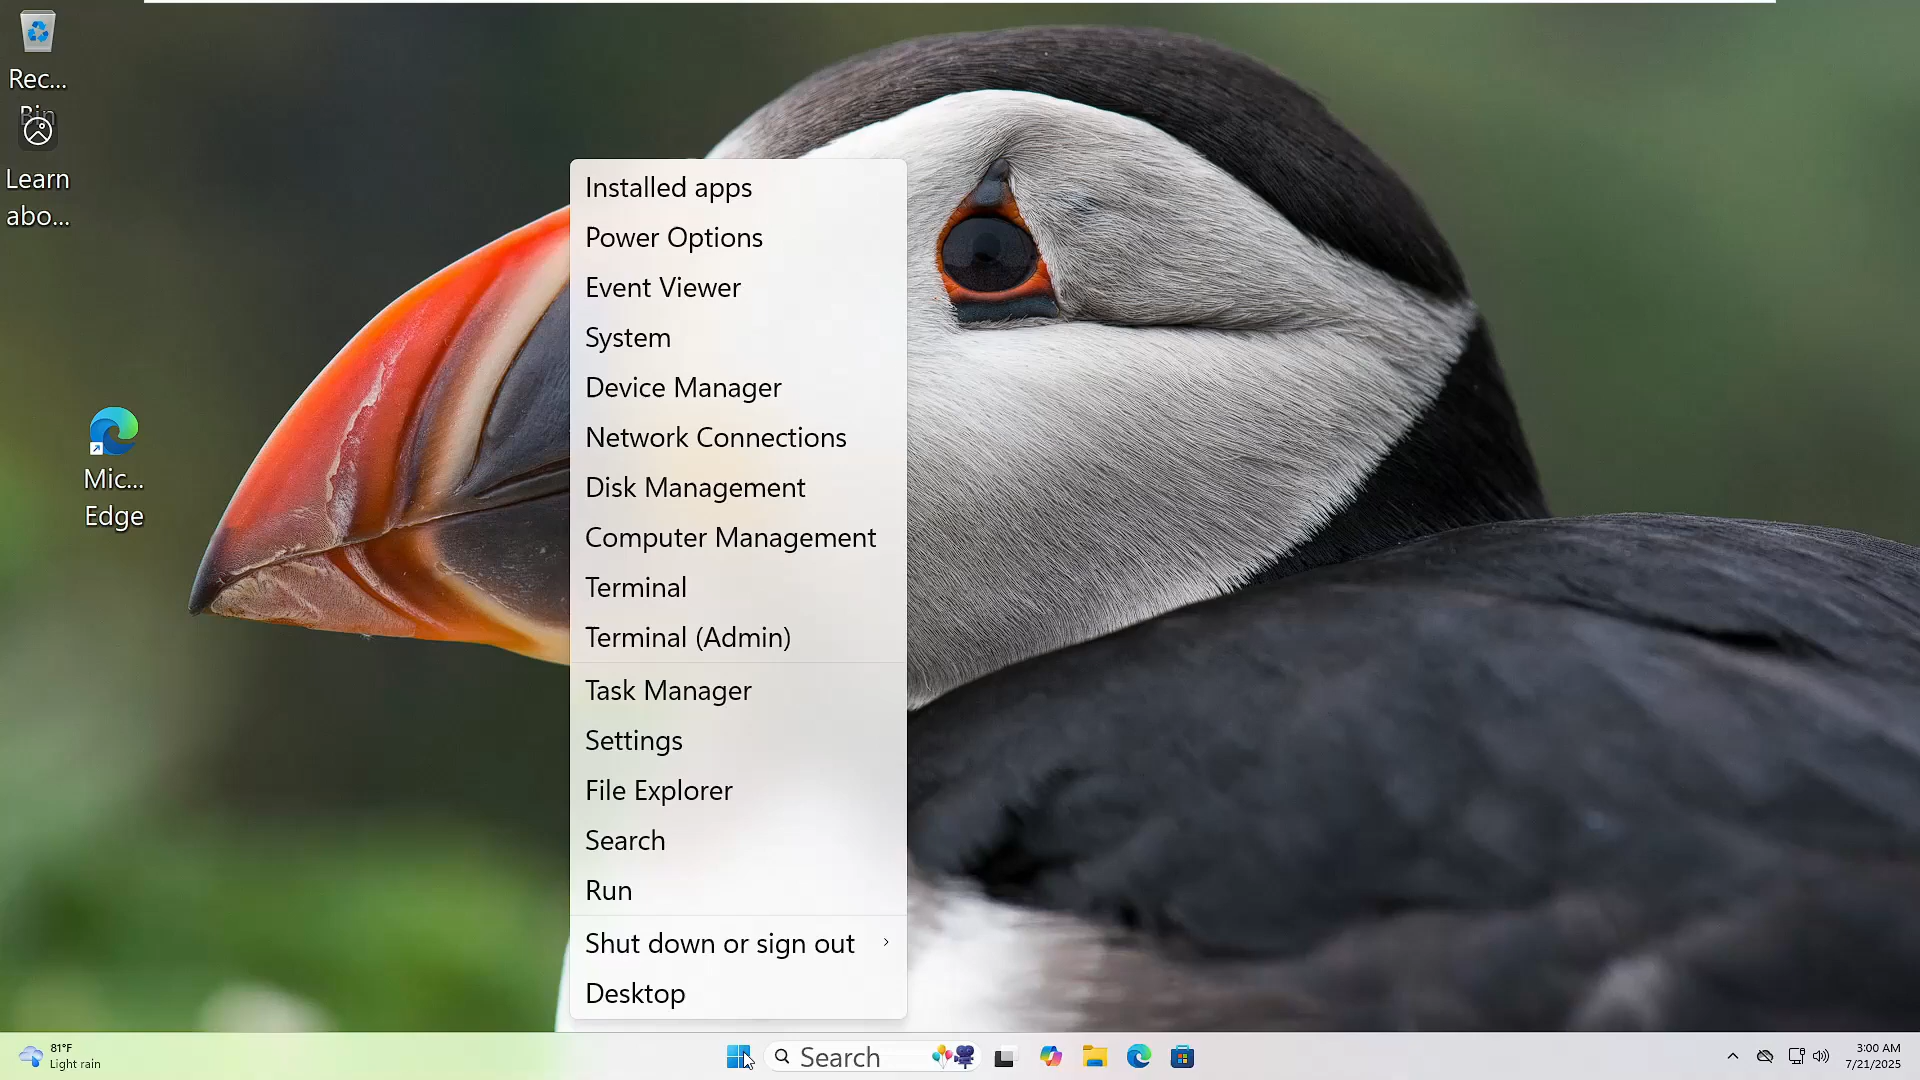 Rec...
Bin
Learn
abo...
Mic...
Edge
Installed apps
Power Options
Event Viewer
System
Device Manager
Network Connections
Disk Management
Computer Management
Terminal
Terminal (Admin)
Task Manager
Settings
File Explorer
Search
Run
Shut down or sign out
Desktop
81°F
Light rain
Search
3:00 AM
7/21/2025